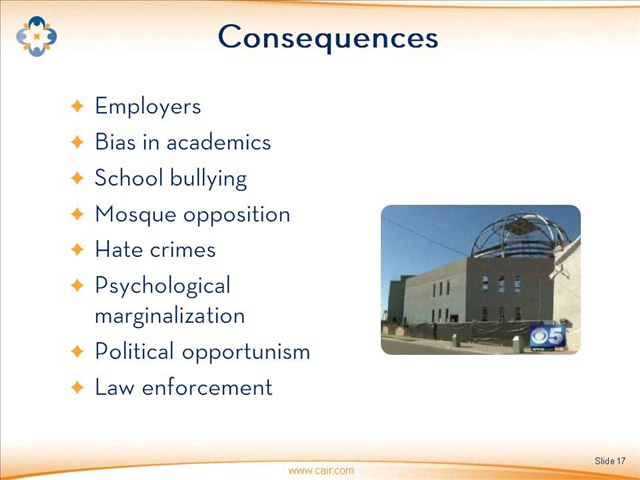 Consequences
Employers
Bias in academics
School bullying
Mosque opposition
Hate crimes
Psychological
marginalization
Political opportunism
Law enforcement
5
Slide 17
www.cair.com